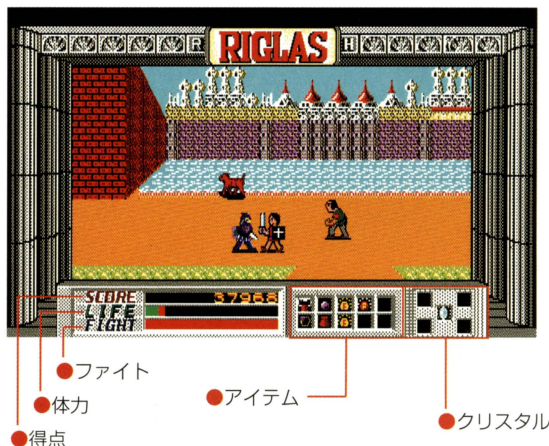 R RIGLAS H
SCORE 37968
LIFE
FIGHT
●ファイト
●体力
●アイテム
●クリスタル
●得点